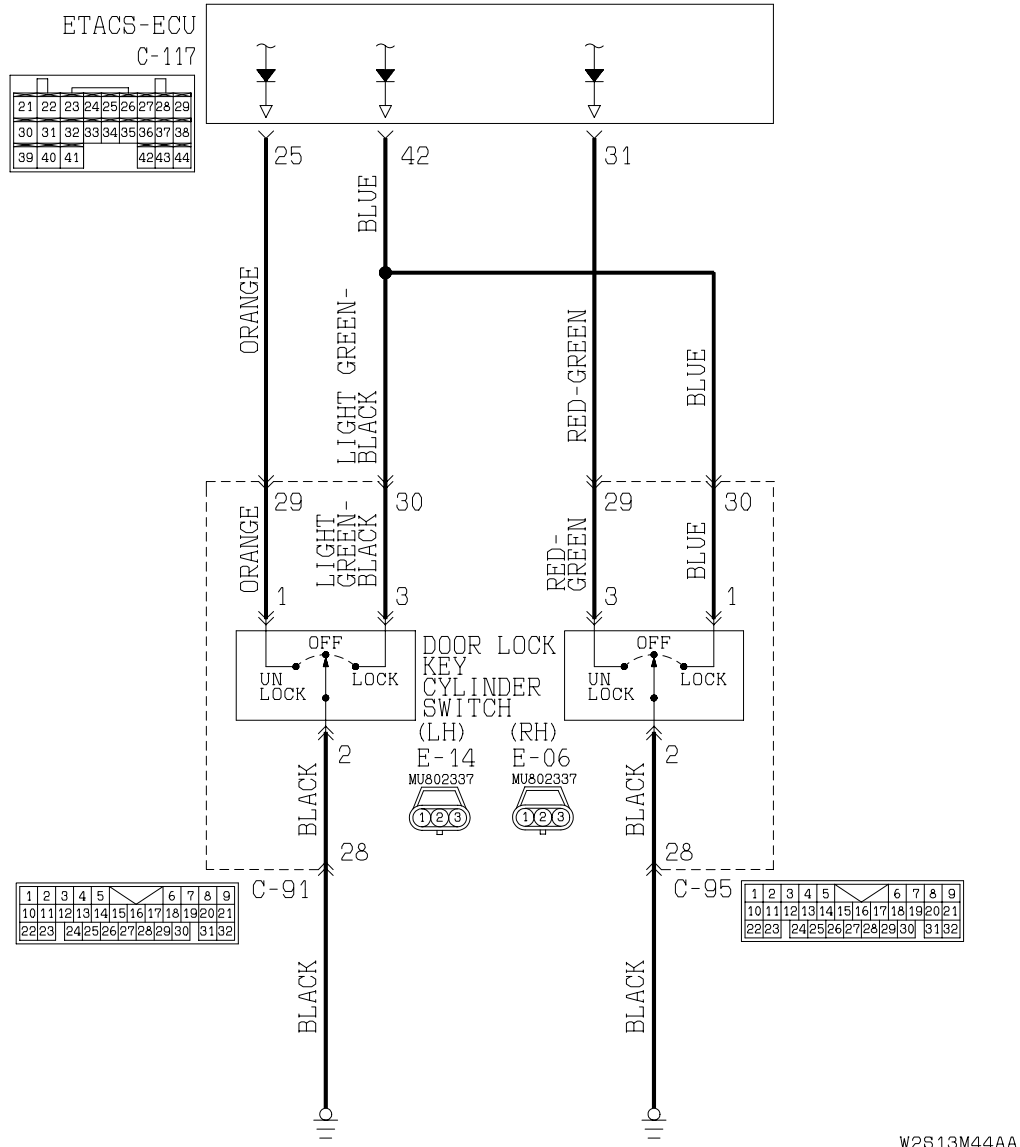 ETACS-ECU
C-117
21 22 23 24 25 26 27 28 29
30 31 32 33 34 35 36 37 38
39 40 41 42 43 44
25
42
31
ORANGE
BLUE
LIGHT GREEN-
BLACK
RED-GREEN
BLUE
29
30
29
30
ORANGE
LIGHT
GREEN-
BLACK
RED-
GREEN
BLUE
1
3
3
1
OFF
UN
LOCK
LOCK
DOOR LOCK
KEY
CYLINDER
SWITCH
(LH)
(RH)
E-14
E-06
MU802337
MU802337
1 2 3
1 2 3
OFF
UN
LOCK
LOCK
2
2
BLACK
BLACK
28
28
C-91
C-95
1 2 3 4 5 6 7 8 9
10 11 12 13 14 15 16 17 18 19 20 21
22 23 24 25 26 27 28 29 30 31 32
1 2 3 4 5 6 7 8 9
10 11 12 13 14 15 16 17 18 19 20 21
22 23 24 25 26 27 28 29 30 31 32
BLACK
BLACK
W2S13M44AA